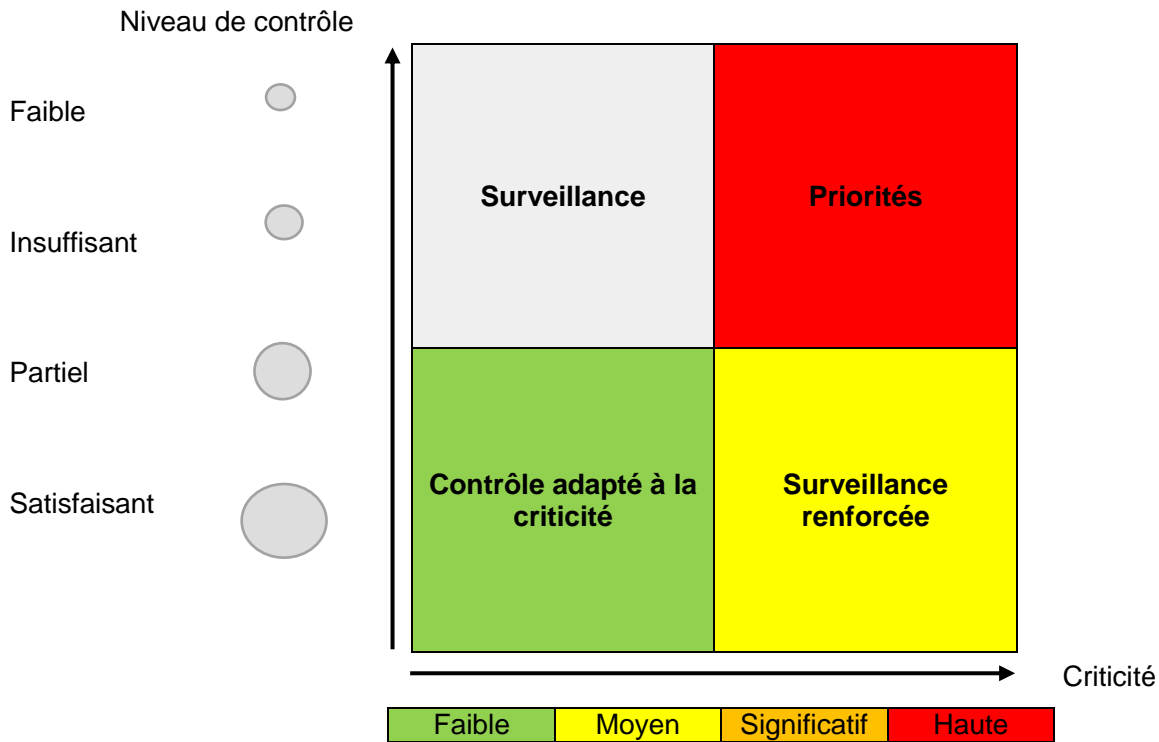 Niveau de contrôle
Faible
Insuffisant
Partiel
Satisfaisant
Surveillance
Priorités
Contrôle adapté à la
criticité
Surveillance
renforcée
Criticité
Faible
Moyen
Significatif
Haute